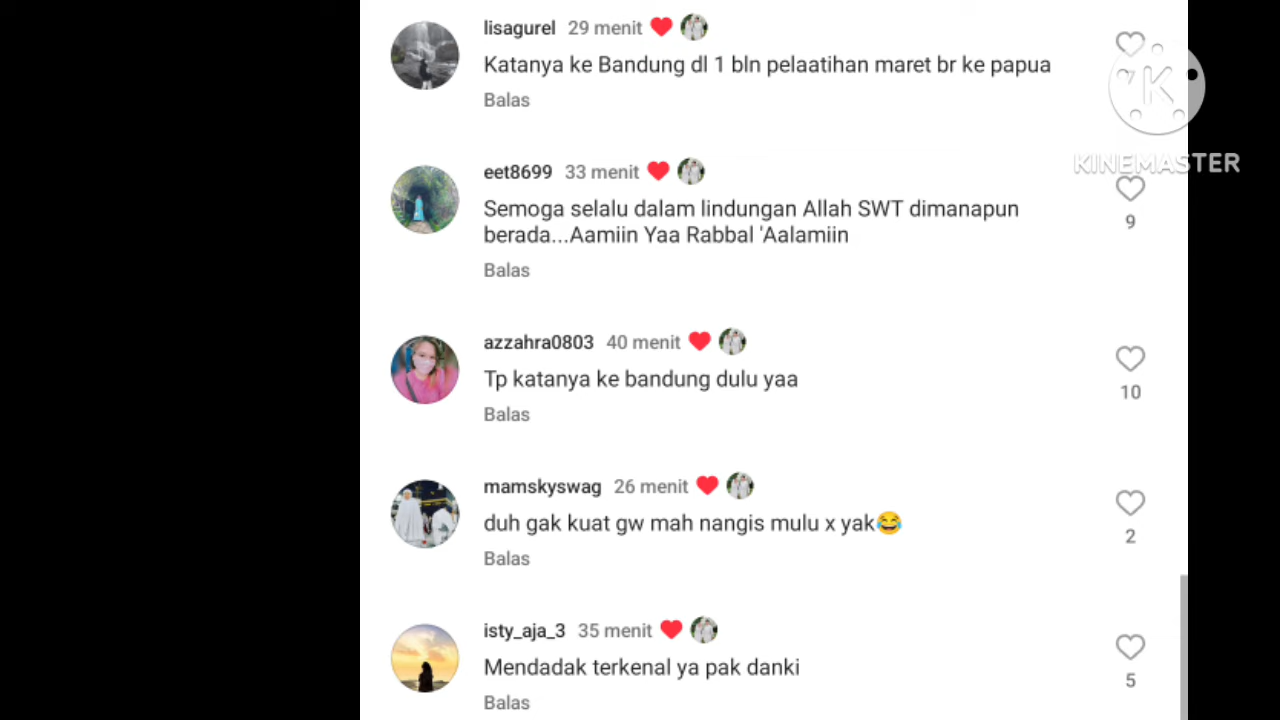 lisagurel 29 menit
Katanya ke Bandung dl 1 bln pelaatihan maret br ke papua
Balas
K
KINEMASTER
eet8699 33 menit
Semoga selalu dalam lindungan Allah SWT dimanapun
berada...Aamiin Yaa Rabbal 'Aalamiin
9
Balas
azzahra0803 40 menit
Tp katanya ke bandung dulu yaa
10
Balas
mamskyswag 26 menit
duh gak kuat gw mah nangis mulu x yak😂
2
Balas
isty_aja_3 35 menit
Mendadak terkenal ya pak danki
5
Balas